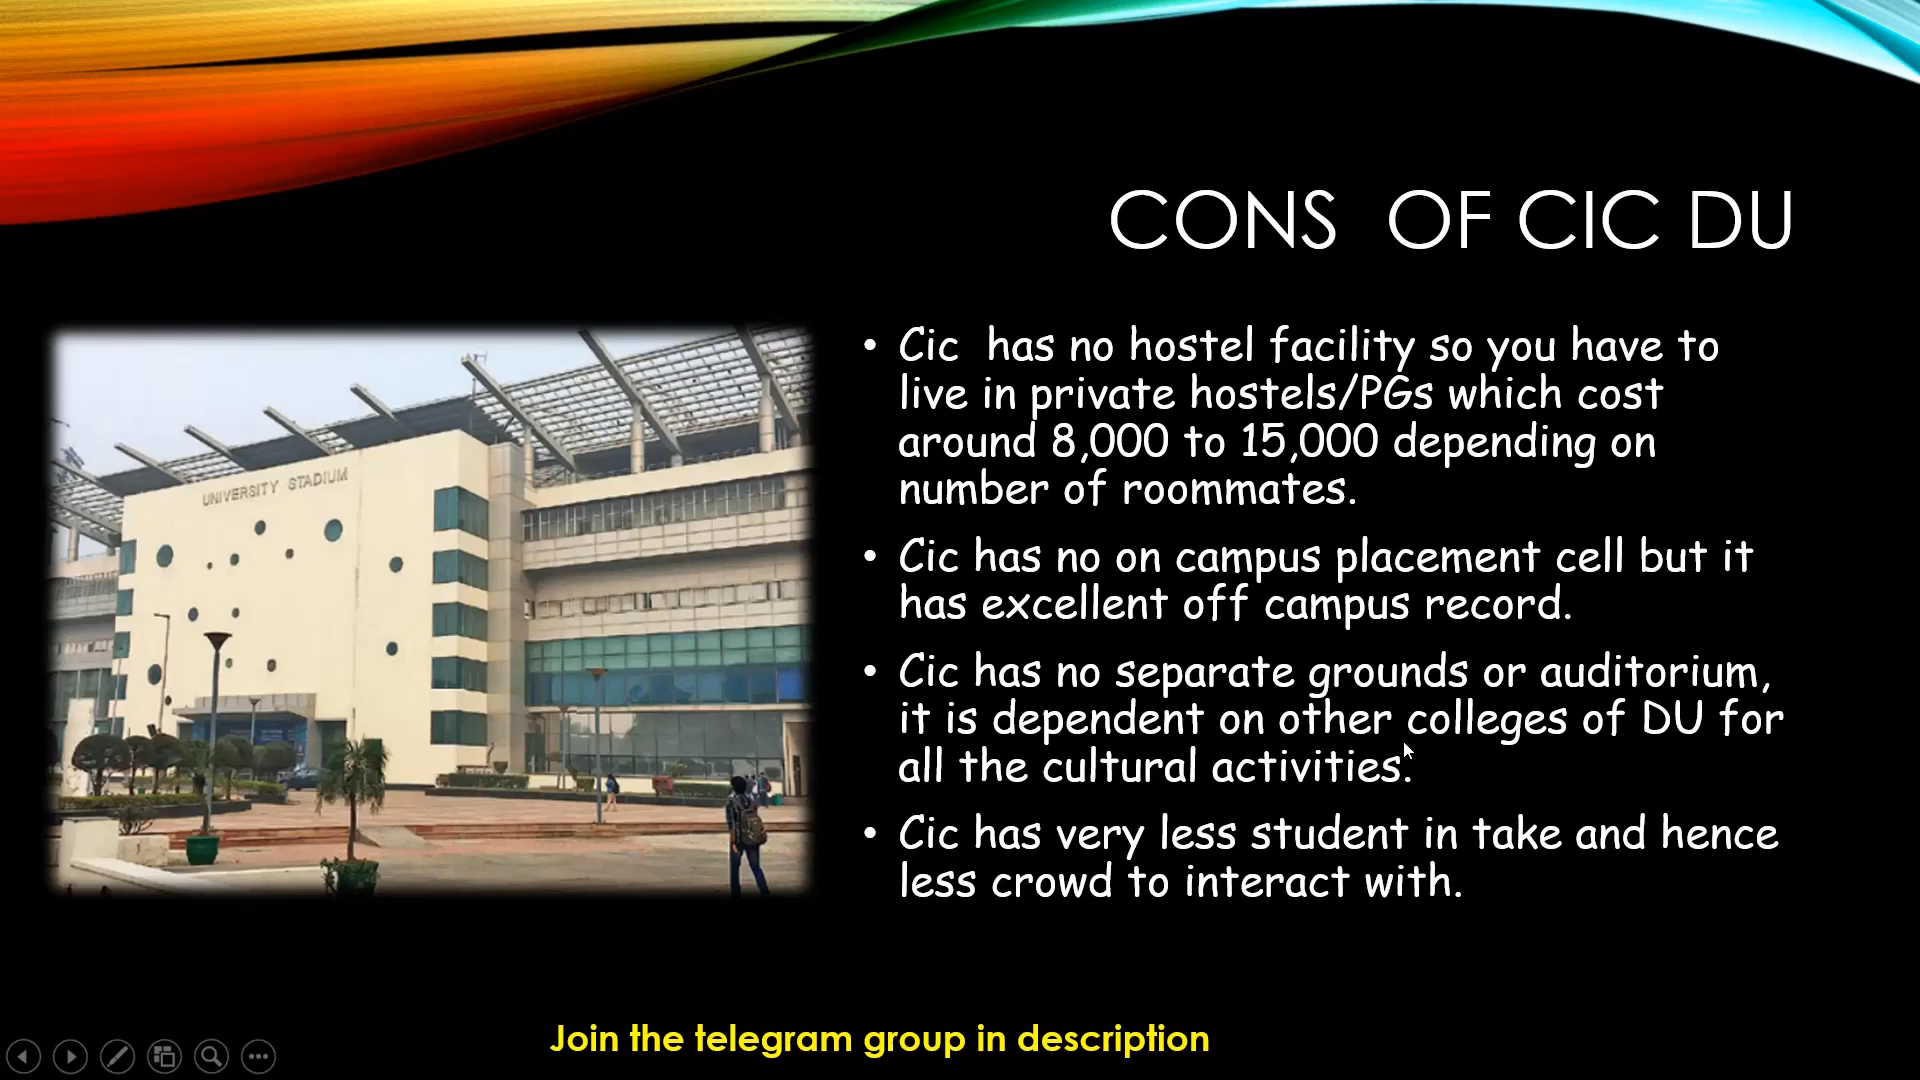 CONS OF CIC DU
UNIVERSITY STADIUM
• Cic has no hostel facility so you have to
live in private hostels/PGs which cost
around 8,000 to 15,000 depending on
number of roommates.
• Cic has no on campus placement cell but it
has excellent off campus record.
• Cic has no separate grounds or auditorium,
it is dependent on other colleges of DU for
all the cultural activities.
• Cic has very less student in take and hence
less crowd to interact with.
Join the telegram group in description